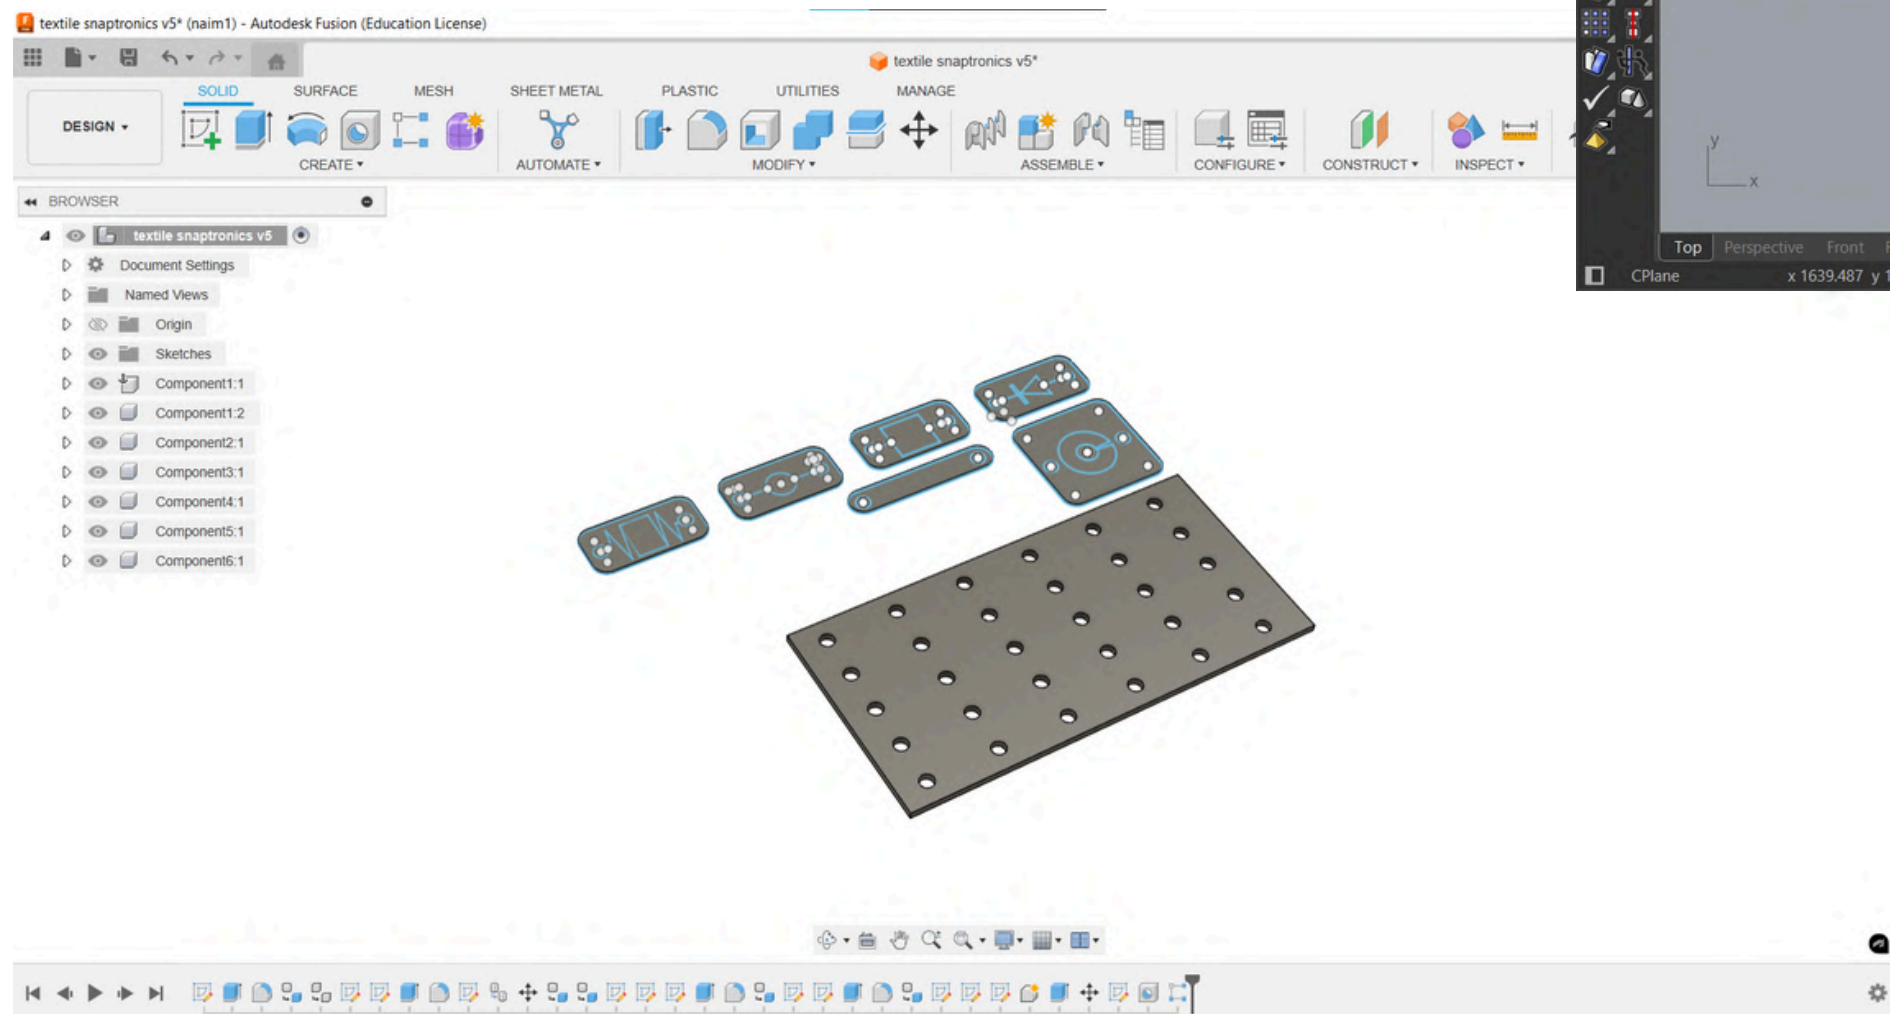 textile snaptronics v5* (naim1) - Autodesk Fusion (Education License)
textile snaptronics v5*
SOLID SURFACE MESH SHEET METAL PLASTIC UTILITIES MANAGE
DESIGN
CREATE AUTOMATE MODIFY ASSEMBLE CONFIGURE CONSTRUCT INSPECT
BROWSER
textile snaptronics v5
Document Settings
Named Views
Origin
Sketches
Component1:1
Component1:2
Component2:1
Component3:1
Component4:1
Component5:1
Component6:1
y
x
Top Perspective Front
CPlane x 1639.487 y